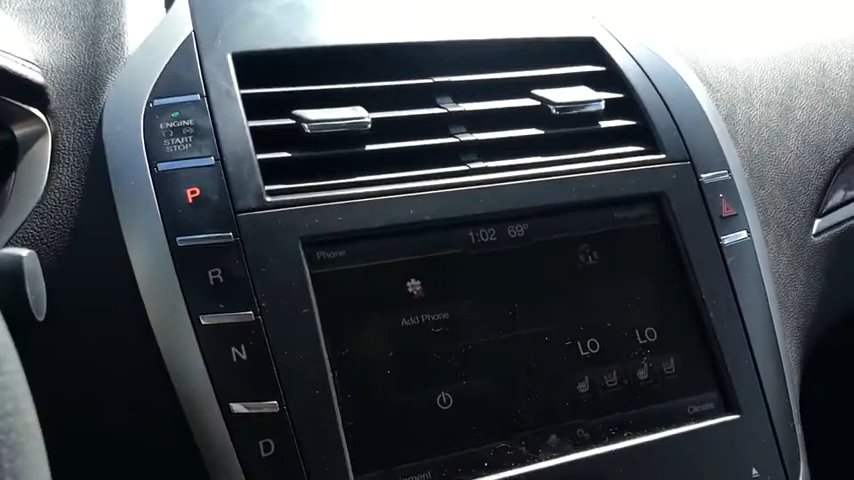 ENGINE
START
STOP
P
R
N
D
Phone
1:02 69°
Add Phone
LO LO
Climate